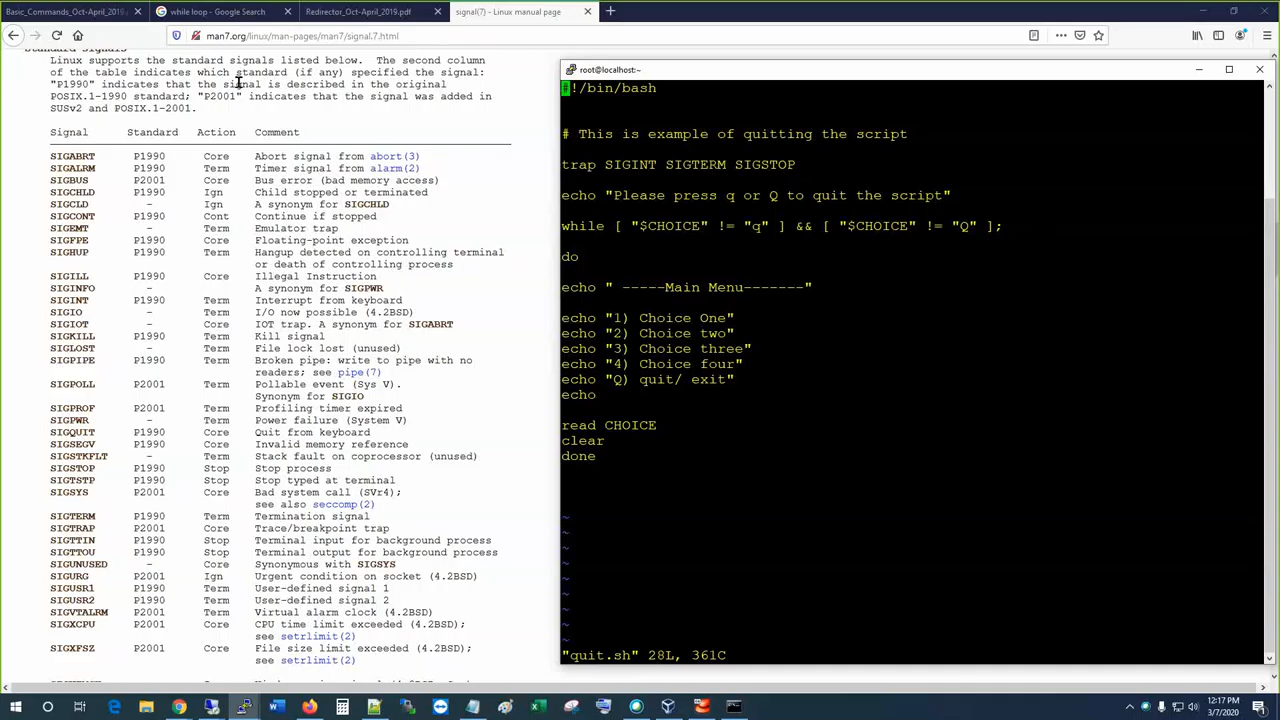 Basic_Commands_Oct-April_2019.
while loop - Google Search
Redirector_Oct-April_2019.pdf
signal(7) - Linux manual page
man7.org/linux/man-pages/man7/signal.7.html
Standard signals
Linux supports the standard signals listed below. The second column
of the table indicates which standard (if any) specified the signal:
"P1990" indicates that the signal is described in the original
POSIX.1-1990 standard; "P2001" indicates that the signal was added in
SUSv2 and POSIX.1-2001.
Signal Standard Action Comment
SIGABRT P1990 Core Abort signal from abort(3)
SIGALRM P1990 Term Timer signal from alarm(2)
SIGBUS P2001 Core Bus error (bad memory access)
SIGCHLD P1990 Ign Child stopped or terminated
SIGCLD - Ign A synonym for SIGCHLD
SIGCONT P1990 Cont Continue if stopped
SIGEMT - Term Emulator trap
SIGFPE P1990 Core Floating-point exception
SIGHUP P1990 Term Hangup detected on controlling terminal
or death of controlling process
SIGILL P1990 Core Illegal Instruction
SIGINFO - A synonym for SIGPWR
SIGINT P1990 Term Interrupt from keyboard
SIGIO - Term I/O now possible (4.2BSD)
SIGIOT - Core IOT trap. A synonym for SIGABRT
SIGKILL P1990 Term Kill signal
SIGLOST - Term File lock lost (unused)
SIGPIPE P1990 Term Broken pipe: write to pipe with no
readers; see pipe(7)
SIGPOLL P2001 Term Pollable event (Sys V).
Synonym for SIGIO
SIGPROF P2001 Term Profiling timer expired
SIGPWR - Term Power failure (System V)
SIGQUIT P1990 Core Quit from keyboard
SIGSEGV P1990 Core Invalid memory reference
SIGSTKFLT - Term Stack fault on coprocessor (unused)
SIGSTOP P1990 Stop Stop process
SIGTSTP P1990 Stop Stop typed at terminal
SIGSYS P2001 Core Bad system call (SVr4);
see also seccomp(2)
SIGTERM P1990 Term Termination signal
SIGTRAP P2001 Core Trace/breakpoint trap
SIGTTIN P1990 Stop Terminal input for background process
SIGTTOU P1990 Stop Terminal output for background process
SIGUNUSED - Core Synonymous with SIGSYS
SIGURG P2001 Ign Urgent condition on socket (4.2BSD)
SIGUSR1 P1990 Term User-defined signal 1
SIGUSR2 P1990 Term User-defined signal 2
SIGVTALRM P2001 Term Virtual alarm clock (4.2BSD)
SIGXCPU P2001 Core CPU time limit exceeded (4.2BSD);
see setrlimit(2)
SIGXFSZ P2001 Core File size limit exceeded (4.2BSD);
see setrlimit(2)
root@localhost:~
#!/bin/bash
# This is example of quitting the script
trap SIGINT SIGTERM SIGSTOP
echo "Please press q or Q to quit the script"
while [ "$CHOICE" != "q" ] && [ "$CHOICE" != "Q" ];
do
echo " -----Main Menu-------"
echo "1) Choice One"
echo "2) Choice two"
echo "3) Choice three"
echo "4) Choice four"
echo "Q) quit/ exit"
echo
read CHOICE
clear
done
~
~
~
~
~
~
~
~
~
"quit.sh" 28L, 361C
12:17 PM
3/7/2020